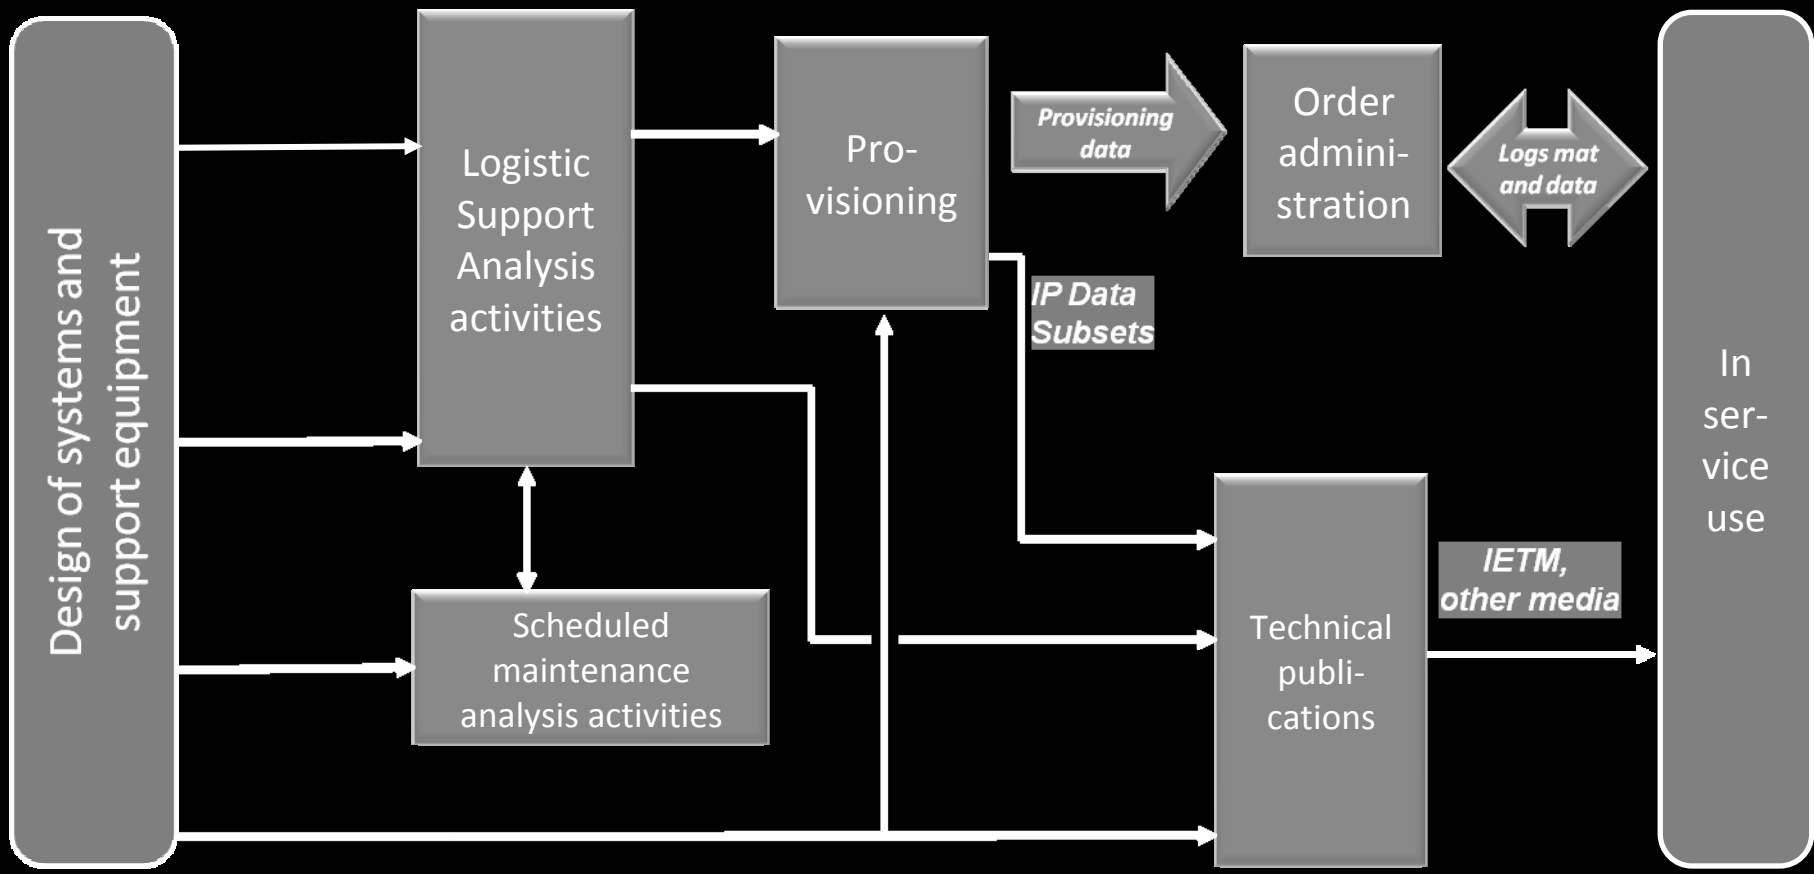 Design of systems and
support equipment
Logistic
Support
Analysis
activities
Pro-
visioning
Provisioning
data
Order
admini-
stration
Logs mat
and data
IP Data
Subsets
In
ser-
vice
use
Scheduled
maintenance
analysis activities
Technical
publi-
cations
IETM,
other media